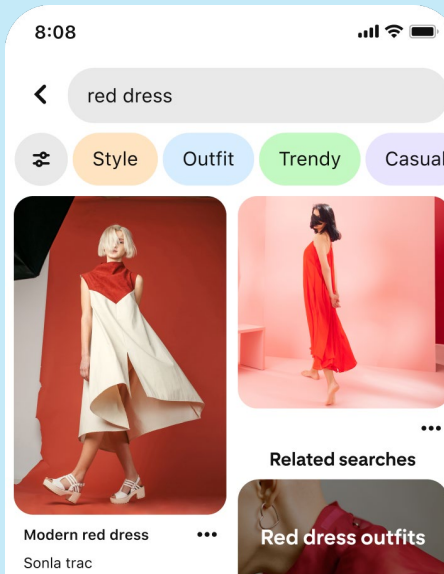 8:08
red dress
Style Outfit Trendy Casual
Related searches
Modern red dress
Sonla trac
Red dress outfits